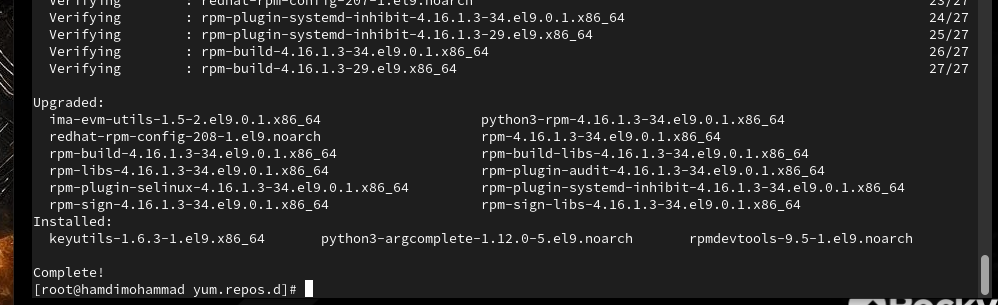 Verifying : redhat-rpm-config-207-1.el9.noarch 23/27
Verifying : rpm-plugin-systemd-inhibit-4.16.1.3-34.el9.0.1.x86_64 24/27
Verifying : rpm-plugin-systemd-inhibit-4.16.1.3-29.el9.x86_64 25/27
Verifying : rpm-build-4.16.1.3-34.el9.0.1.x86_64 26/27
Verifying : rpm-build-4.16.1.3-29.el9.x86_64 27/27
Upgraded:
ima-evm-utils-1.5-2.el9.0.1.x86_64 python3-rpm-4.16.1.3-34.el9.0.1.x86_64
redhat-rpm-config-208-1.el9.noarch rpm-4.16.1.3-34.el9.0.1.x86_64
rpm-build-4.16.1.3-34.el9.0.1.x86_64 rpm-build-libs-4.16.1.3-34.el9.0.1.x86_64
rpm-libs-4.16.1.3-34.el9.0.1.x86_64 rpm-plugin-audit-4.16.1.3-34.el9.0.1.x86_64
rpm-plugin-selinux-4.16.1.3-34.el9.0.1.x86_64 rpm-plugin-systemd-inhibit-4.16.1.3-34.el9.0.1.x86_64
rpm-sign-4.16.1.3-34.el9.0.1.x86_64 rpm-sign-libs-4.16.1.3-34.el9.0.1.x86_64
Installed:
keyutils-1.6.3-1.el9.x86_64 python3-argcomplete-1.12.0-5.el9.noarch rpmdevtools-9.5-1.el9.noarch
Complete!
[root@hamdimohammad yum.repos.d]#
Rocky